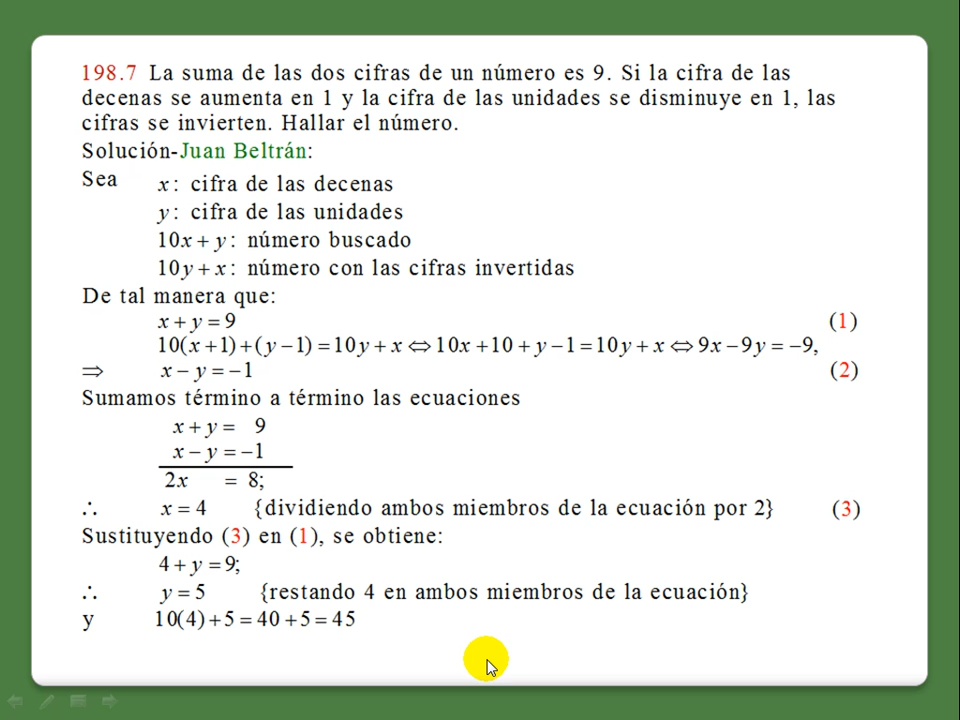 198.7 La suma de las dos cifras de un número es 9. Si la cifra de las
decenas se aumenta en 1 y la cifra de las unidades se disminuye en 1, las
cifras se invierten. Hallar el número.
Solución-Juan Beltrán:
Sea x: cifra de las decenas
y: cifra de las unidades
10x + y: número buscado
10y + x: número con las cifras invertidas
De tal manera que:
x + y = 9 (1)
10(x + 1) + (y − 1) = 10y + x ⇔ 10x + 10 + y − 1 = 10y + x ⇔ 9x − 9y = −9,
⇒ x − y = −1 (2)
Sumamos término a término las ecuaciones
x + y = 9
x − y = −1
2x = 8;
∴ x = 4 {dividiendo ambos miembros de la ecuación por 2} (3)
Sustituyendo (3) en (1), se obtiene:
4 + y = 9;
∴ y = 5 {restando 4 en ambos miembros de la ecuación}
y 10(4) + 5 = 40 + 5 = 45